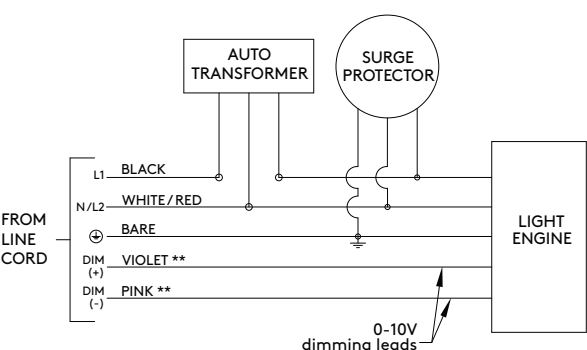 AUTO
TRANSFORMER
SURGE
PROTECTOR
L1 BLACK
N/L2 WHITE/RED
BARE
DIM (+) VIOLET **
DIM (-) PINK **
FROM
LINE
CORD
LIGHT
ENGINE
0-10V
dimming leads